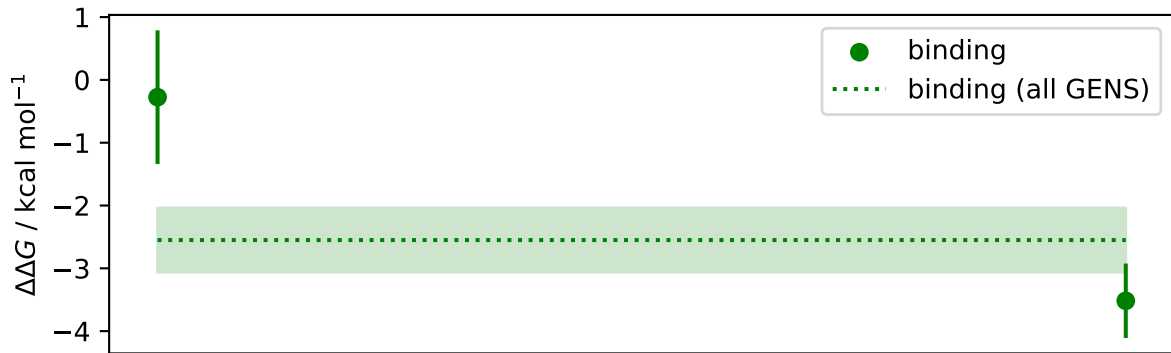 1
0
−1
−2
−3
−4
ΔΔG / kcal mol⁻¹
binding
binding (all GENS)